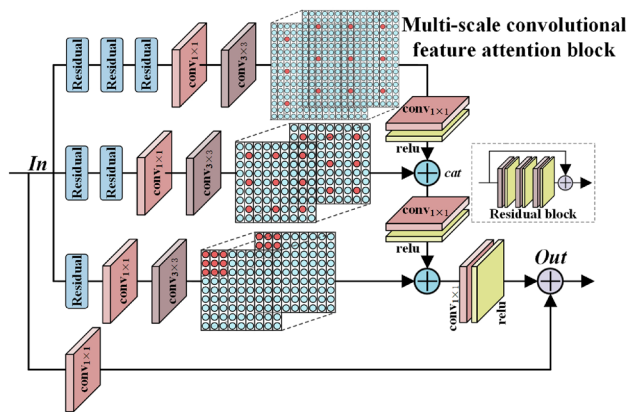 Multi-scale convolutional
feature attention block
Residual
Residual
Residual
conv1×1
conv3×3
conv1×1
relu
In
Residual
Residual
conv1×1
conv3×3
cat
conv1×1
relu
Residual block
Residual
conv1×1
conv3×3
conv1×1
relu
Out
conv1×1